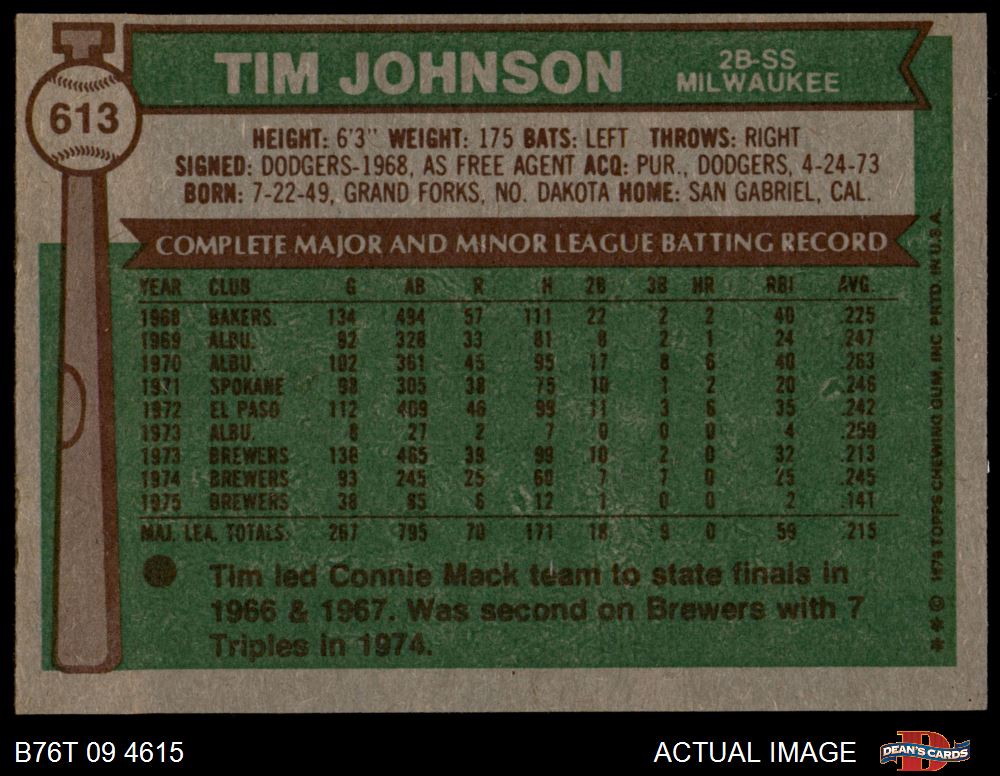 TIM JOHNSON
2B-SS
MILWAUKEE
613
HEIGHT: 6'3" WEIGHT: 175 BATS: LEFT THROWS: RIGHT
SIGNED: DODGERS-1968, AS FREE AGENT ACQ: PUR., DODGERS, 4-24-73
BORN: 7-22-49, GRAND FORKS, NO. DAKOTA HOME: SAN GABRIEL, CAL.
COMPLETE MAJOR AND MINOR LEAGUE BATTING RECORD
YEAR CLUB G AB R H 2B 3B HR RBI AVG.
1968 BAKERS. 134 494 57 111 22 2 2 40 .225
1969 ALBU. 92 328 33 81 8 2 1 24 .247
1970 ALBU. 102 361 45 95 17 8 6 40 .263
1971 SPOKANE 98 305 38 75 10 1 2 20 .246
1972 EL PASO 112 409 46 99 11 3 6 35 .242
1973 ALBU. 8 27 2 7 0 0 0 4 .259
1973 BREWERS 136 465 39 99 10 2 0 32 .213
1974 BREWERS 93 245 25 60 7 7 0 25 .245
1975 BREWERS 38 85 6 12 1 0 0 2 .141
MAJ. LEA. TOTALS: 267 795 70 171 18 9 0 59 .215
Tim led Connie Mack team to state finals in
1966 & 1967. Was second on Brewers with 7
Triples in 1974.
* * © 1976 TOPPS CHEWING GUM, INC PRTD. IN U.S.A.
B76T 09 4615
ACTUAL IMAGE
D
DEAN'S CARDS